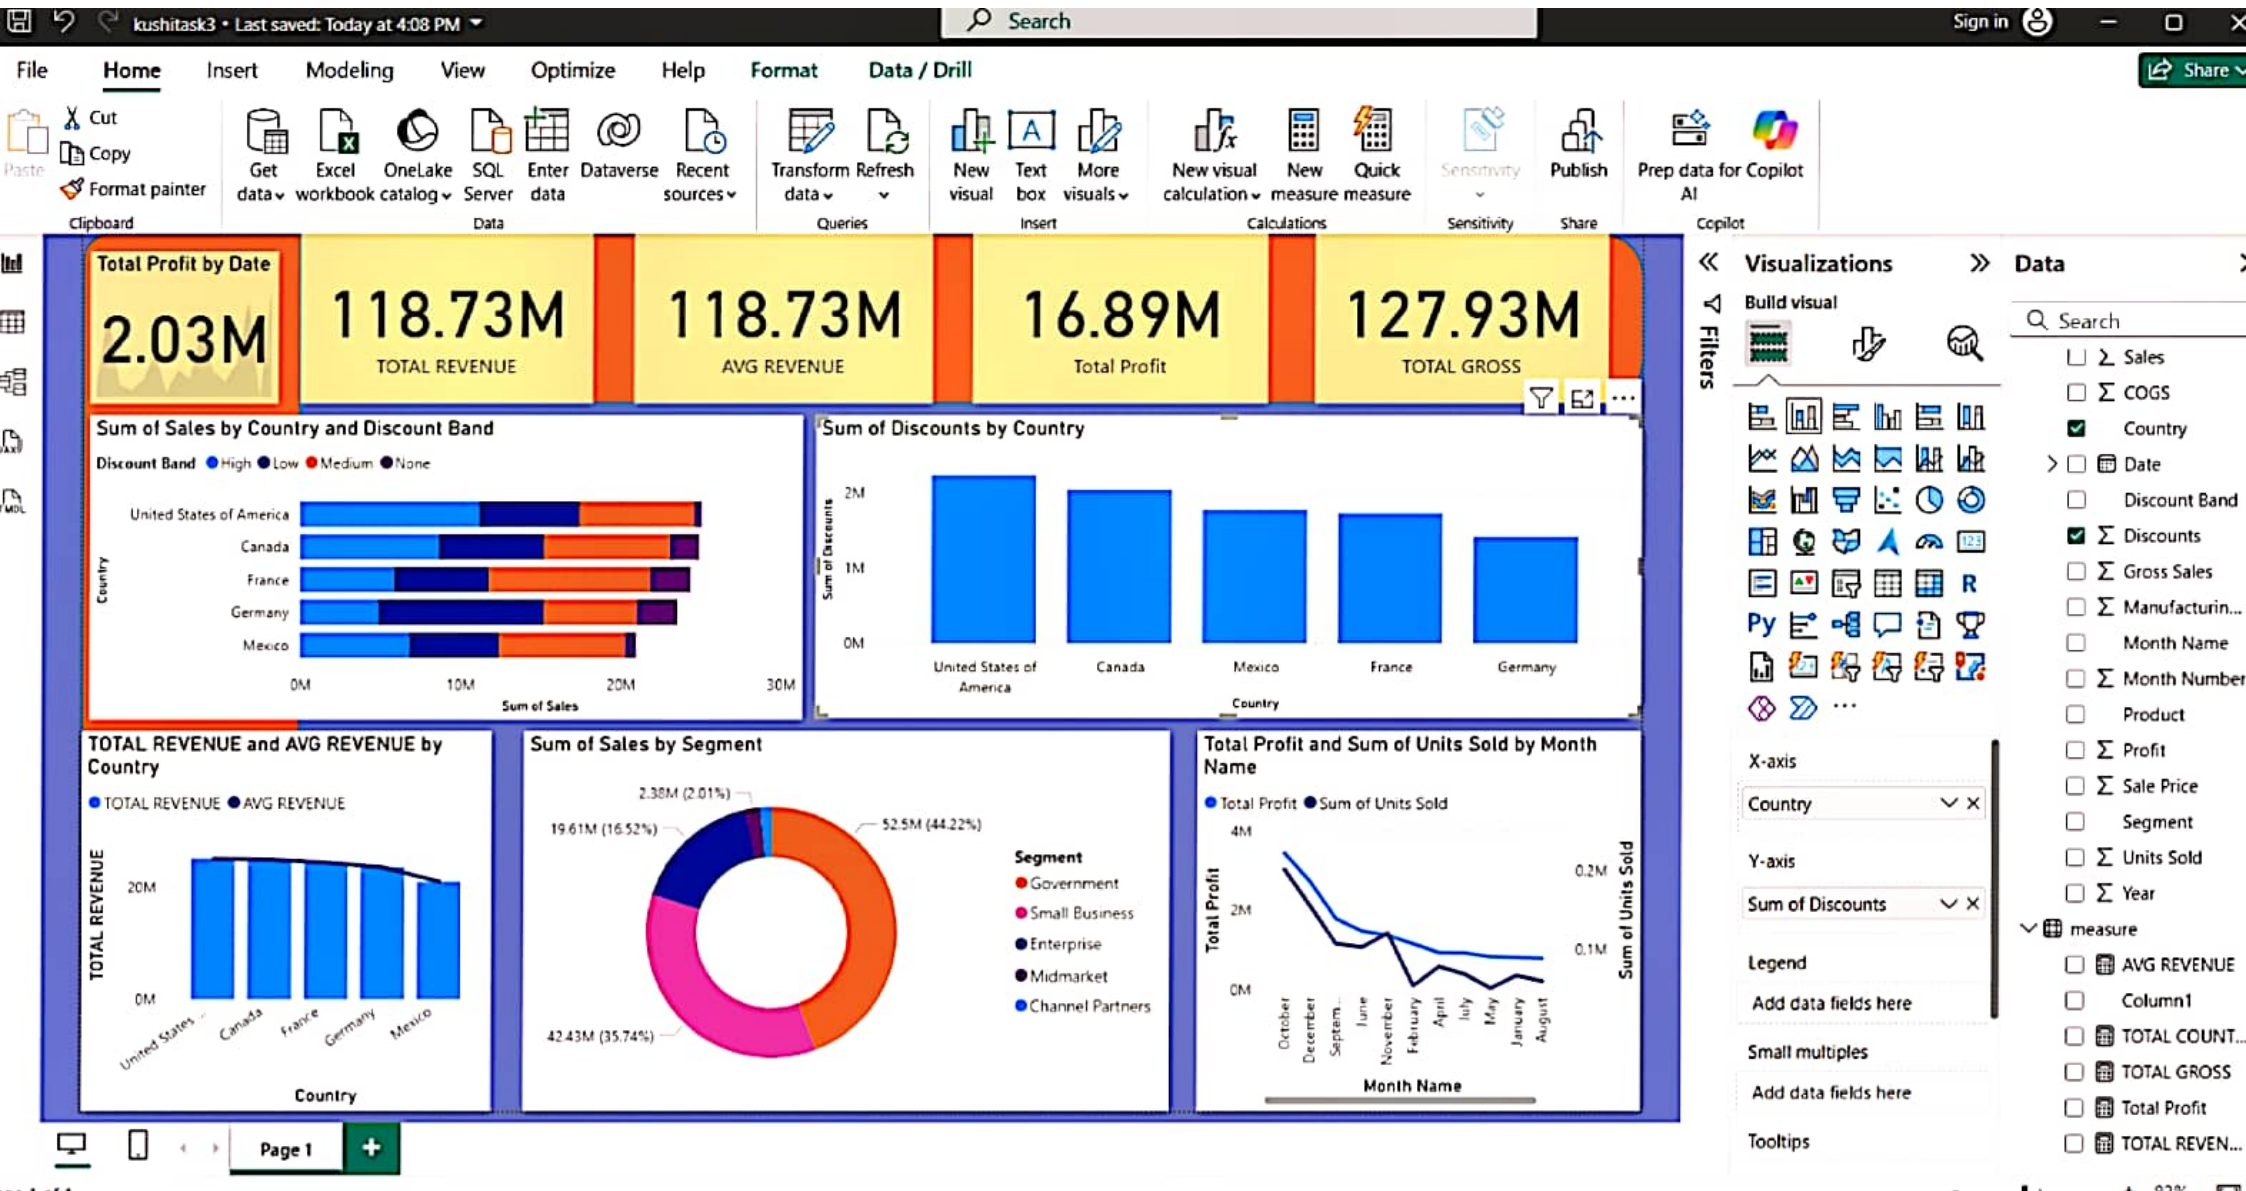 kushitask3 • Last saved: Today at 4:08 PM
Search
Sign in
File Home Insert Modeling View Optimize Help Format Data / Drill
Share
Paste
Cut
Copy
Format painter
Clipboard
Get data
Excel workbook
OneLake catalog
SQL Server
Enter data
Dataverse
Recent sources
Data
Transform data
Refresh
Queries
New visual
Text box
More visuals
Insert
New visual calculation
New measure
Quick measure
Calculations
Sensitivity
Sensitivity
Publish
Share
Prep data for AI
Copilot
Copilot
Total Profit by Date
2.03M
118.73M
TOTAL REVENUE
118.73M
AVG REVENUE
16.89M
Total Profit
127.93M
TOTAL GROSS
Sum of Sales by Country and Discount Band
Discount Band High Low Medium None
Country
United States of America
Canada
France
Germany
Mexico
0M 10M 20M 30M
Sum of Sales
Sum of Discounts by Country
Sum of Discounts
2M
1M
0M
United States of America
Canada
Mexico
France
Germany
Country
TOTAL REVENUE and AVG REVENUE by
Country
TOTAL REVENUE AVG REVENUE
TOTAL REVENUE
20M
0M
United States ...
Canada
France
Germany
Mexico
Country
Sum of Sales by Segment
2.38M (2.01%)
19.61M (16.52%)
52.5M (44.22%)
42.43M (35.74%)
Segment
Government
Small Business
Enterprise
Midmarket
Channel Partners
Total Profit and Sum of Units Sold by Month
Name
Total Profit Sum of Units Sold
Total Profit
4M
2M
0M
0.2M
0.1M
Sum of Units Sold
October
December
Septem...
June
November
February
April
July
May
January
August
Month Name
Filters
Visualizations
Build visual
123
R
Py
X-axis
Country
Y-axis
Sum of Discounts
Legend
Add data fields here
Small multiples
Add data fields here
Tooltips
Data
Search
Sales
COGS
Country
Date
Discount Band
Discounts
Gross Sales
Manufacturin...
Month Name
Month Number
Product
Profit
Sale Price
Segment
Units Sold
Year
measure
AVG REVENUE
Column1
TOTAL COUNT...
TOTAL GROSS
Total Profit
TOTAL REVEN...
Page 1